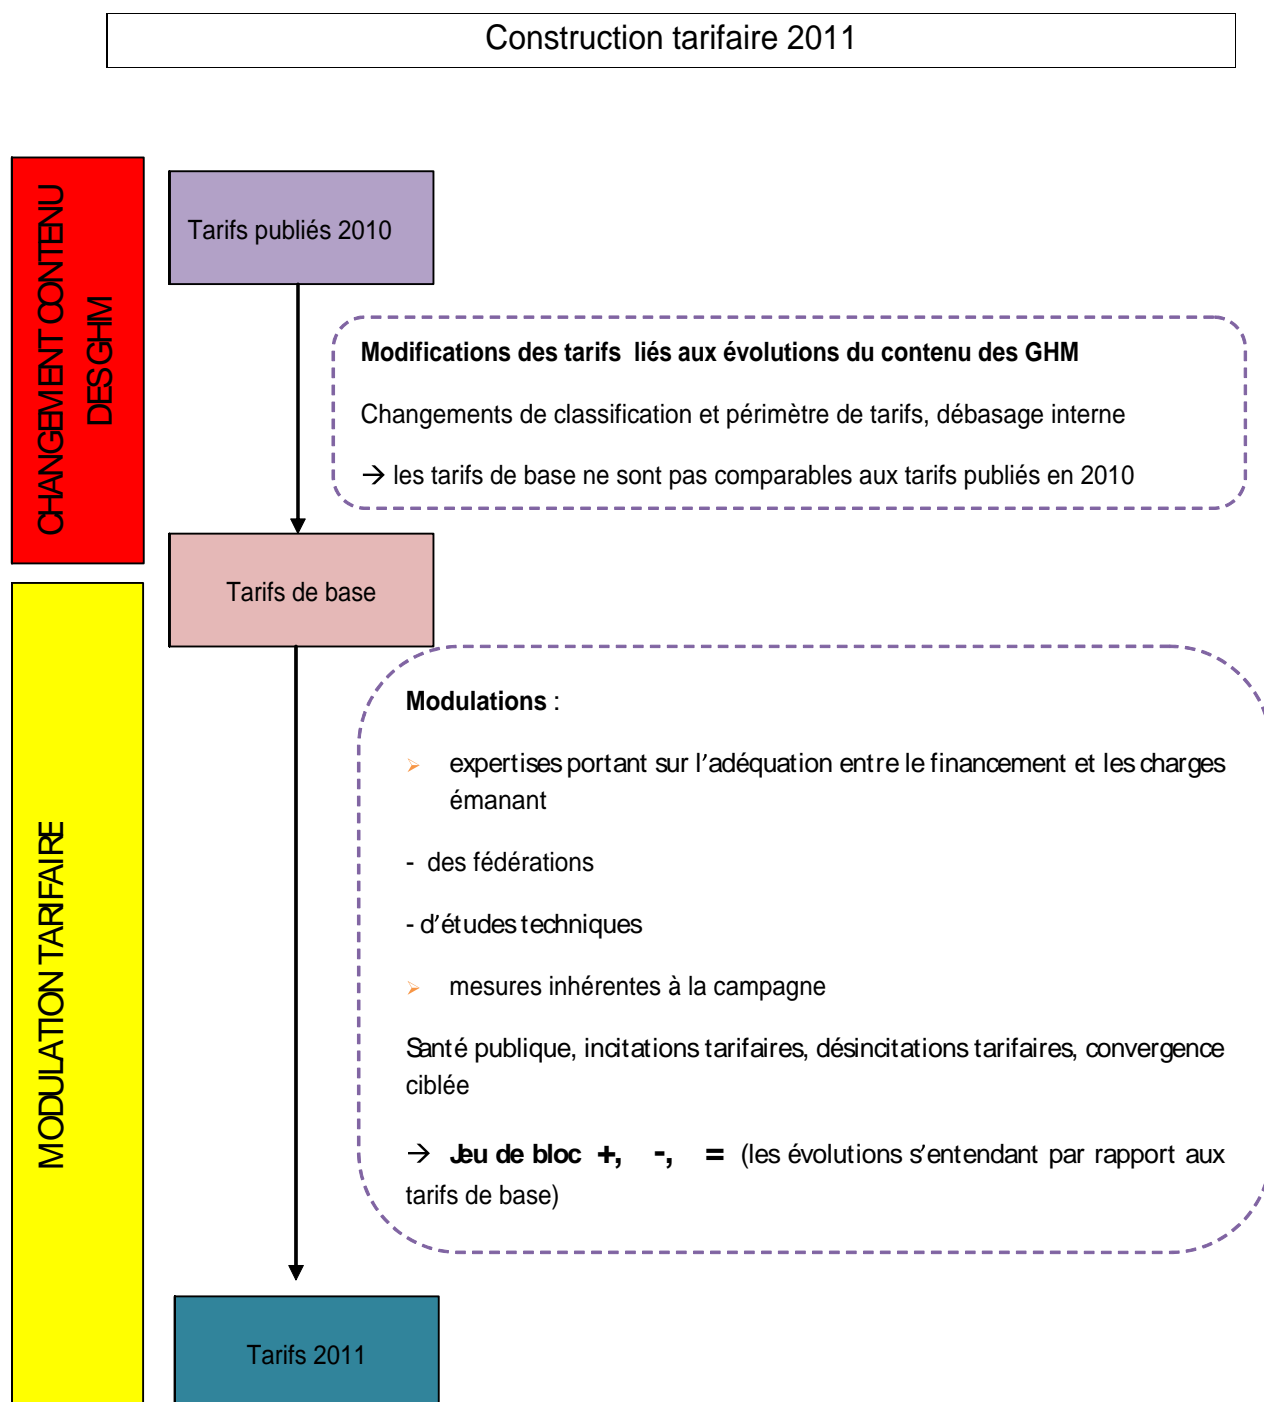 Construction tarifaire 2011
CHANGEMENT CONTENU
DES GHM
Tarifs publiés 2010
Modifications des tarifs liés aux évolutions du contenu des GHM
Changements de classification et périmètre de tarifs, débasage interne
→ les tarifs de base ne sont pas comparables aux tarifs publiés en 2010
Tarifs de base
MODULATION TARIFAIRE
Modulations :
➢ expertises portant sur l’adéquation entre le financement et les charges
émanant
- des fédérations
- d’études techniques
➢ mesures inhérentes à la campagne
Santé publique, incitations tarifaires, désincitations tarifaires, convergence
ciblée
→ Jeu de bloc +, -, = (les évolutions s’entendant par rapport aux
tarifs de base)
Tarifs 2011